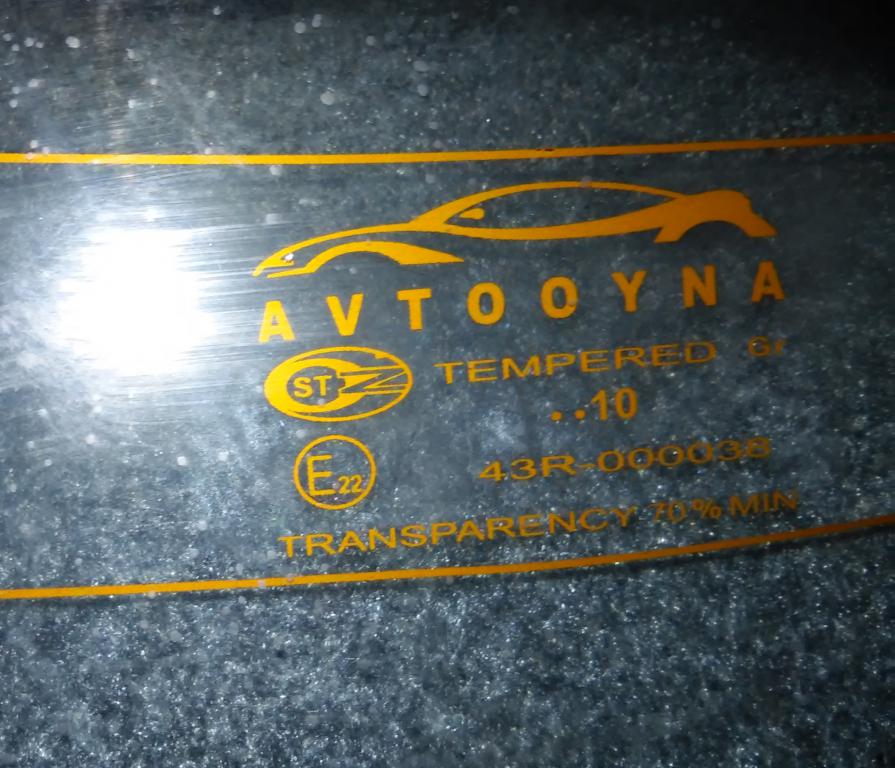 AVTOOYNA
ST TEMPERED
..10
E22 43R-000038
TRANSPARENCY 70% MIN